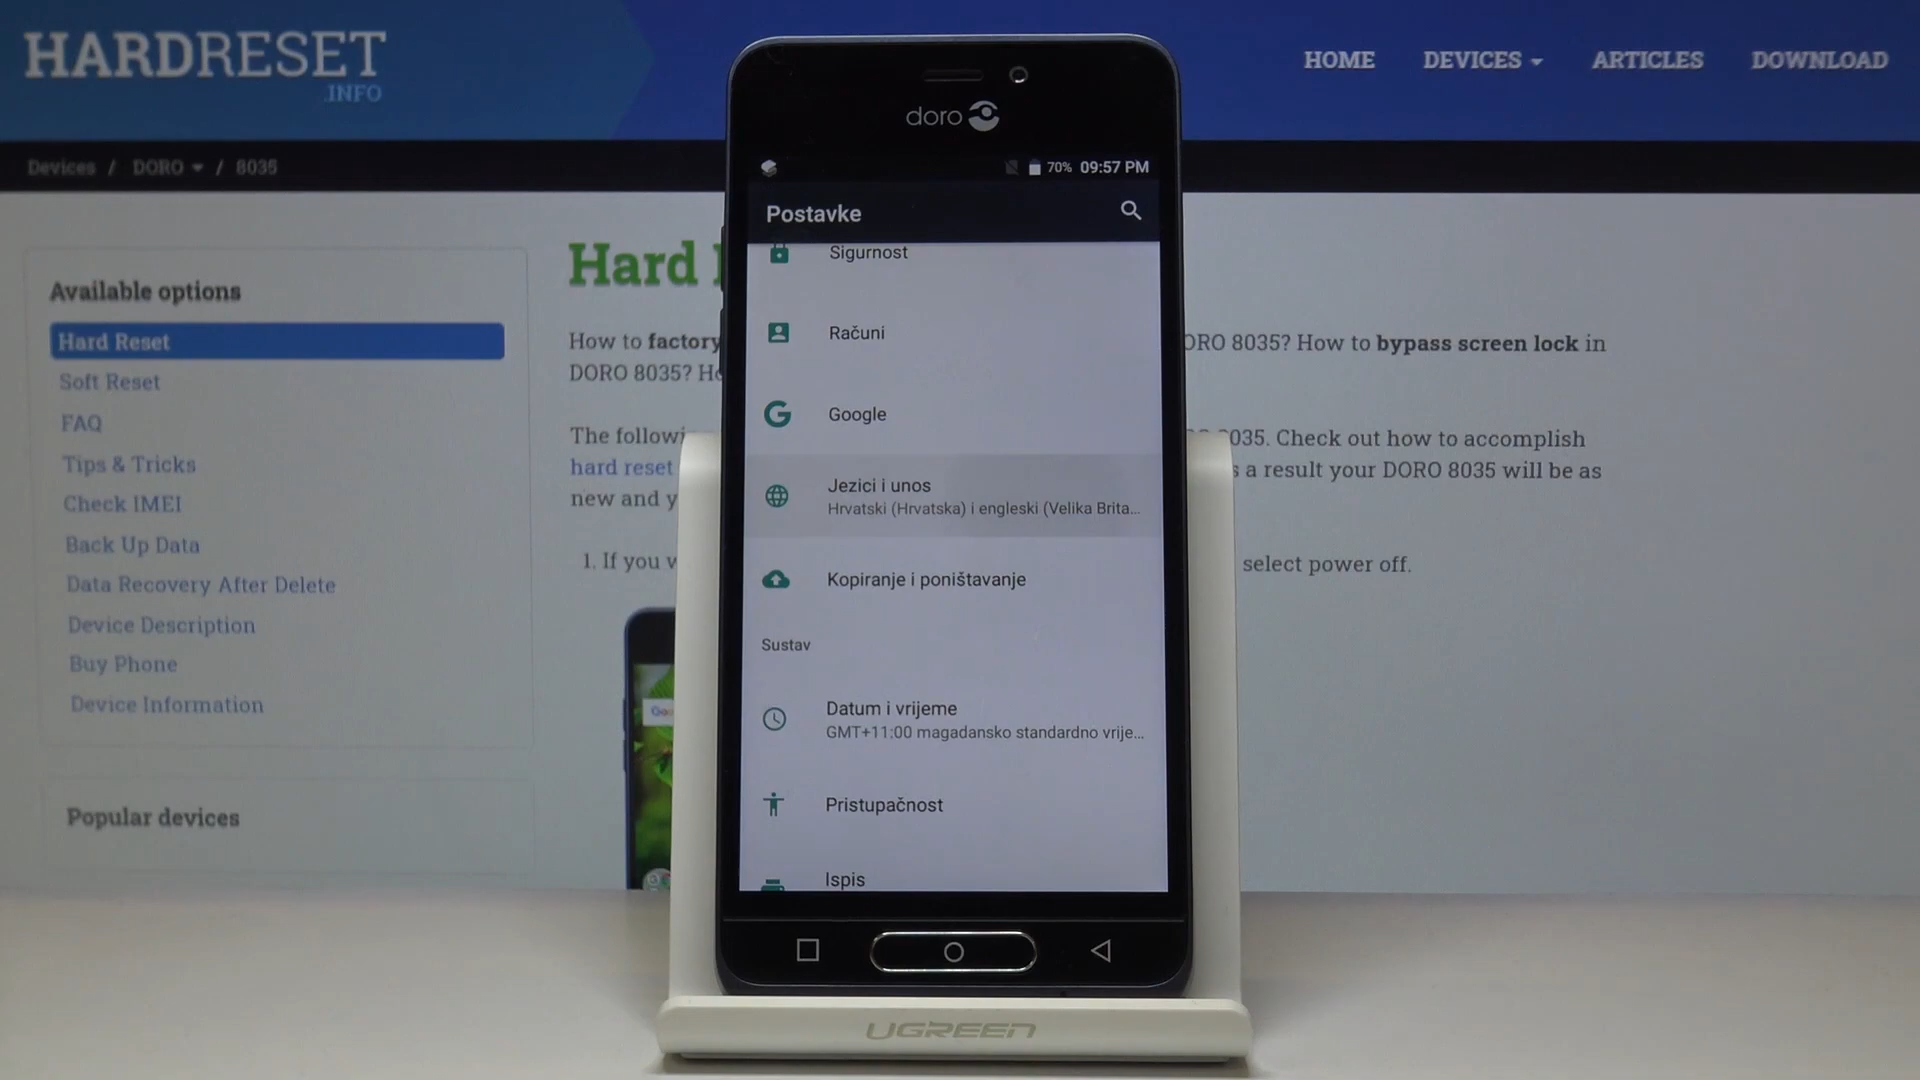 HARDRESET
.INFO
HOME DEVICES ARTICLES DOWNLOAD
Devices / DORO / 8035
Available options
Hard Reset
Soft Reset
FAQ
Tips & Tricks
Check IMEI
Back Up Data
Data Recovery After Delete
Device Description
Buy Phone
Device Information
Popular devices
Hard
How to factory
DORO 8035?
The
hard reset
new and
1. If you
8035? How to bypass screen lock in
Check out how to accomplish
a result your DORO 8035 will be as
select power off.
doro
70% 09:57 PM
Postavke
Sigurnost
Računi
Google
Jezici i unos
Hrvatski (Hrvatska) i engleski (Velika Brita...
Kopiranje i poništavanje
Sustav
Datum i vrijeme
GMT+11:00 magadansko standardno vrije...
Pristupačnost
Ispis
UGREEN